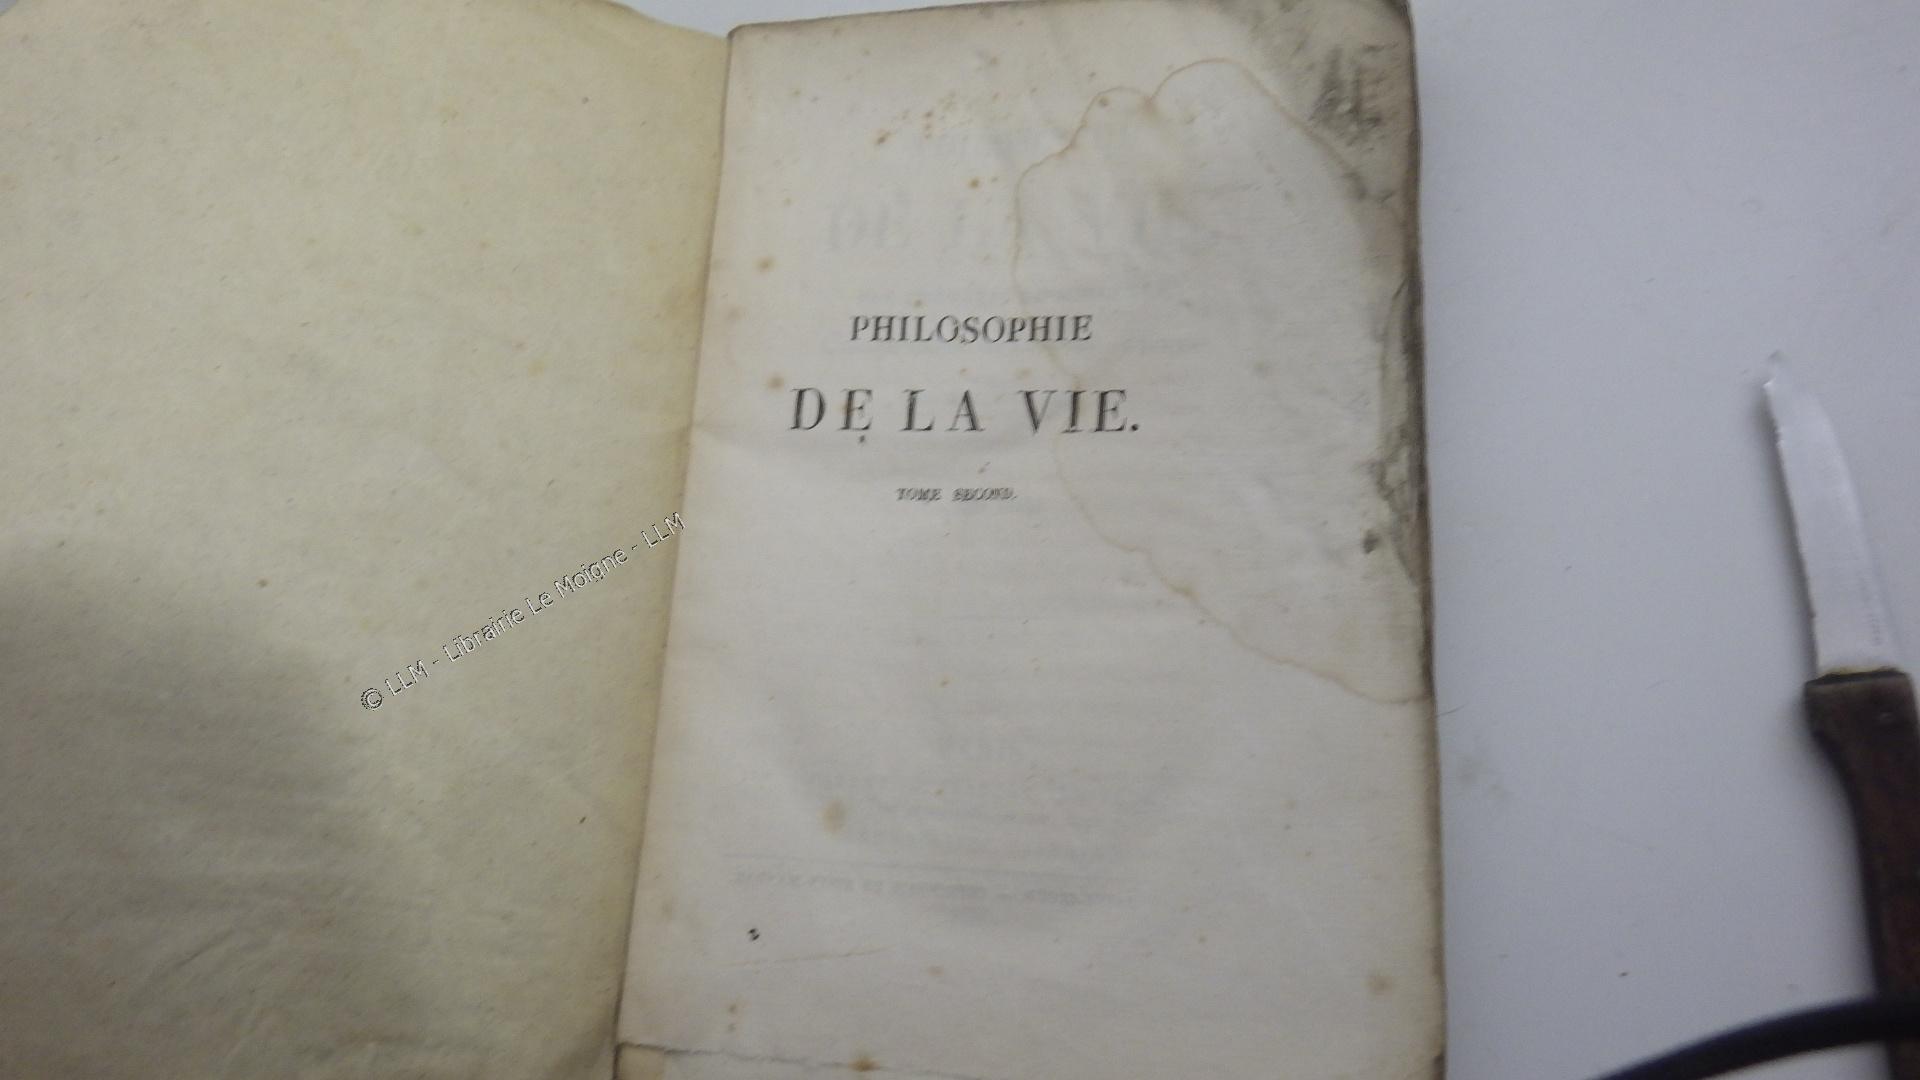 PHILOSOPHIE
DE LA VIE.
TOME SECOND.
© LLM - Librairie Le Moigne - LLM